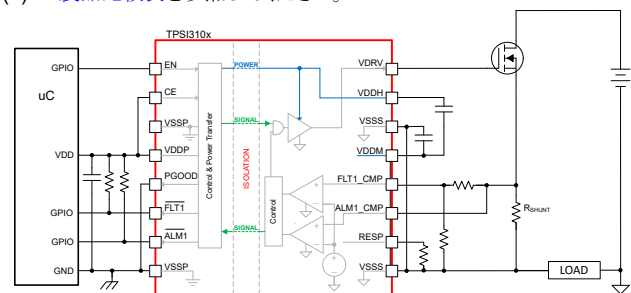 TPSI310x
GPIO
EN
POWER
VDRV
uC
CE
VDDH
VSSP
SIGNAL
VSSS
VDD
VDDP
VDDM
Control & Power Transfer
ISOLATION
PGOOD
FLT1_CMP
Control
GPIO
FLT1
ALM1_CMP
RSHUNT
GPIO
ALM1
SIGNAL
RESP
GND
VSSP
VSSS
LOAD